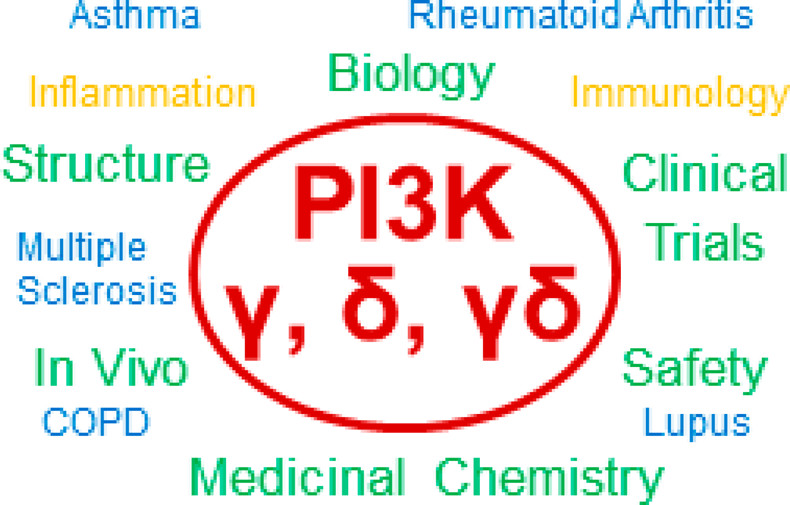 Asthma
Rheumatoid Arthritis
Biology
Inflammation
Immunology
Structure
PI3K
γ, δ, γδ
Clinical
Trials
Multiple
Sclerosis
In Vivo
Safety
COPD
Lupus
Medicinal Chemistry